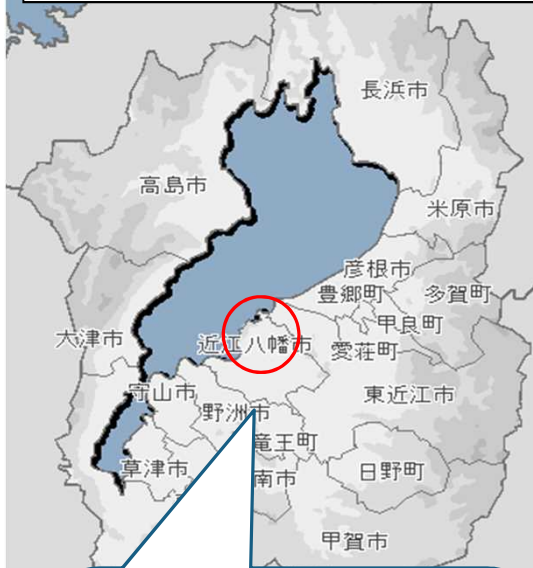 長浜市
高島市
米原市
彦根市
豊郷町
多賀町
甲良町
大津市
近江八幡市
愛荘町
守山市
東近江市
野洲市
竜王町
草津市
南市
日野町
甲賀市